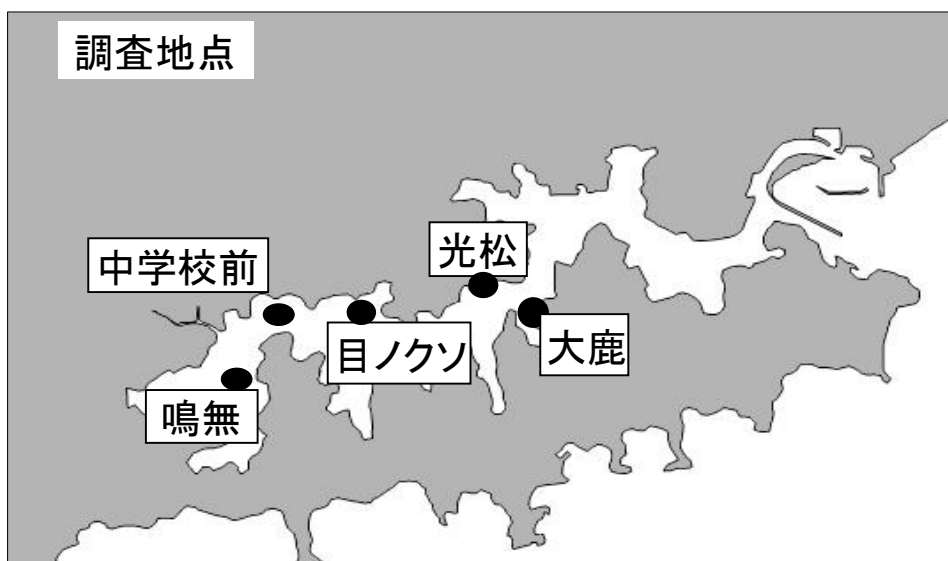 調査地点
光松
中学校前
目ノクソ
大鹿
鳴無